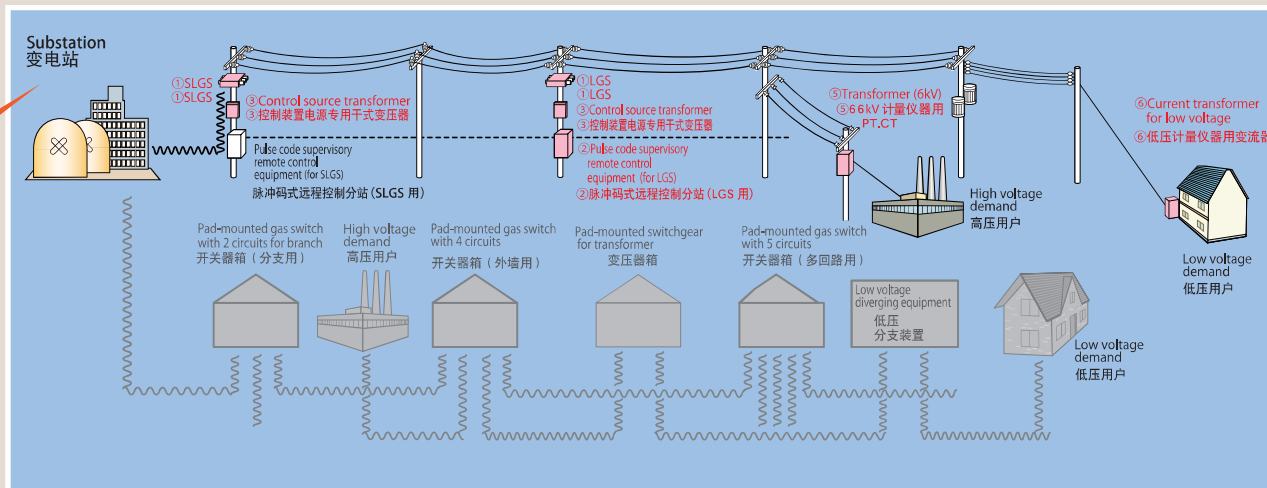 Substation
变电站
①SLGS
①SLGS
③Control source transformer
③控制装置电源专用干式变压器
Pulse code supervisory
remote control
equipment (for SLGS)
脉冲码式远程控制分站（SLGS 用）
①LGS
①LGS
③Control source transformer
③控制装置电源专用干式变压器
②Pulse code supervisory
remote control
equipment (for LGS)
②脉冲码式远程控制分站（LGS 用）
⑤Transformer (6kV)
⑤66kV 计量仪器用
PT.CT
High voltage
demand
高压用户
⑥Current transformer
for low voltage
⑥低压计量仪器用变流器
Low voltage
demand
低压用户
Pad-mounted gas switch
with 2 circuits for branch
开关器箱（分支用）
High voltage
demand
高压用户
Pad-mounted gas switch
with 4 circuits
开关器箱（外墙用）
Pad-mounted switchgear
for transformer
变压器箱
Pad-mounted gas switch
with 5 circuits
开关器箱（多回路用）
Low voltage
diverging equipment
低压
分支装置
Low voltage
demand
低压用户